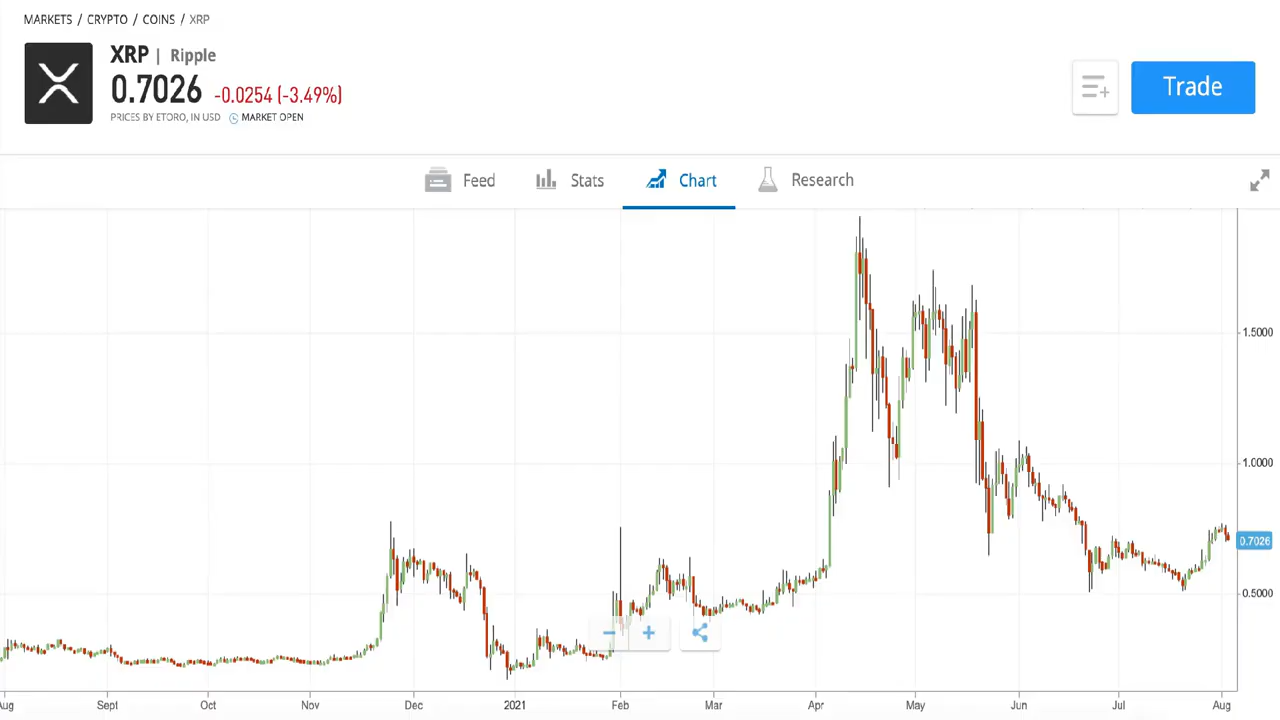 MARKETS / CRYPTO / COINS / XRP
XRP | Ripple
0.7026 -0.0254 (-3.49%)
PRICES BY ETORO, IN USD MARKET OPEN
Trade
Feed Stats Chart Research
1.5000
1.0000
0.7026
0.5000
Aug Sept Oct Nov Dec 2021 Feb Mar Apr May Jun Jul Aug